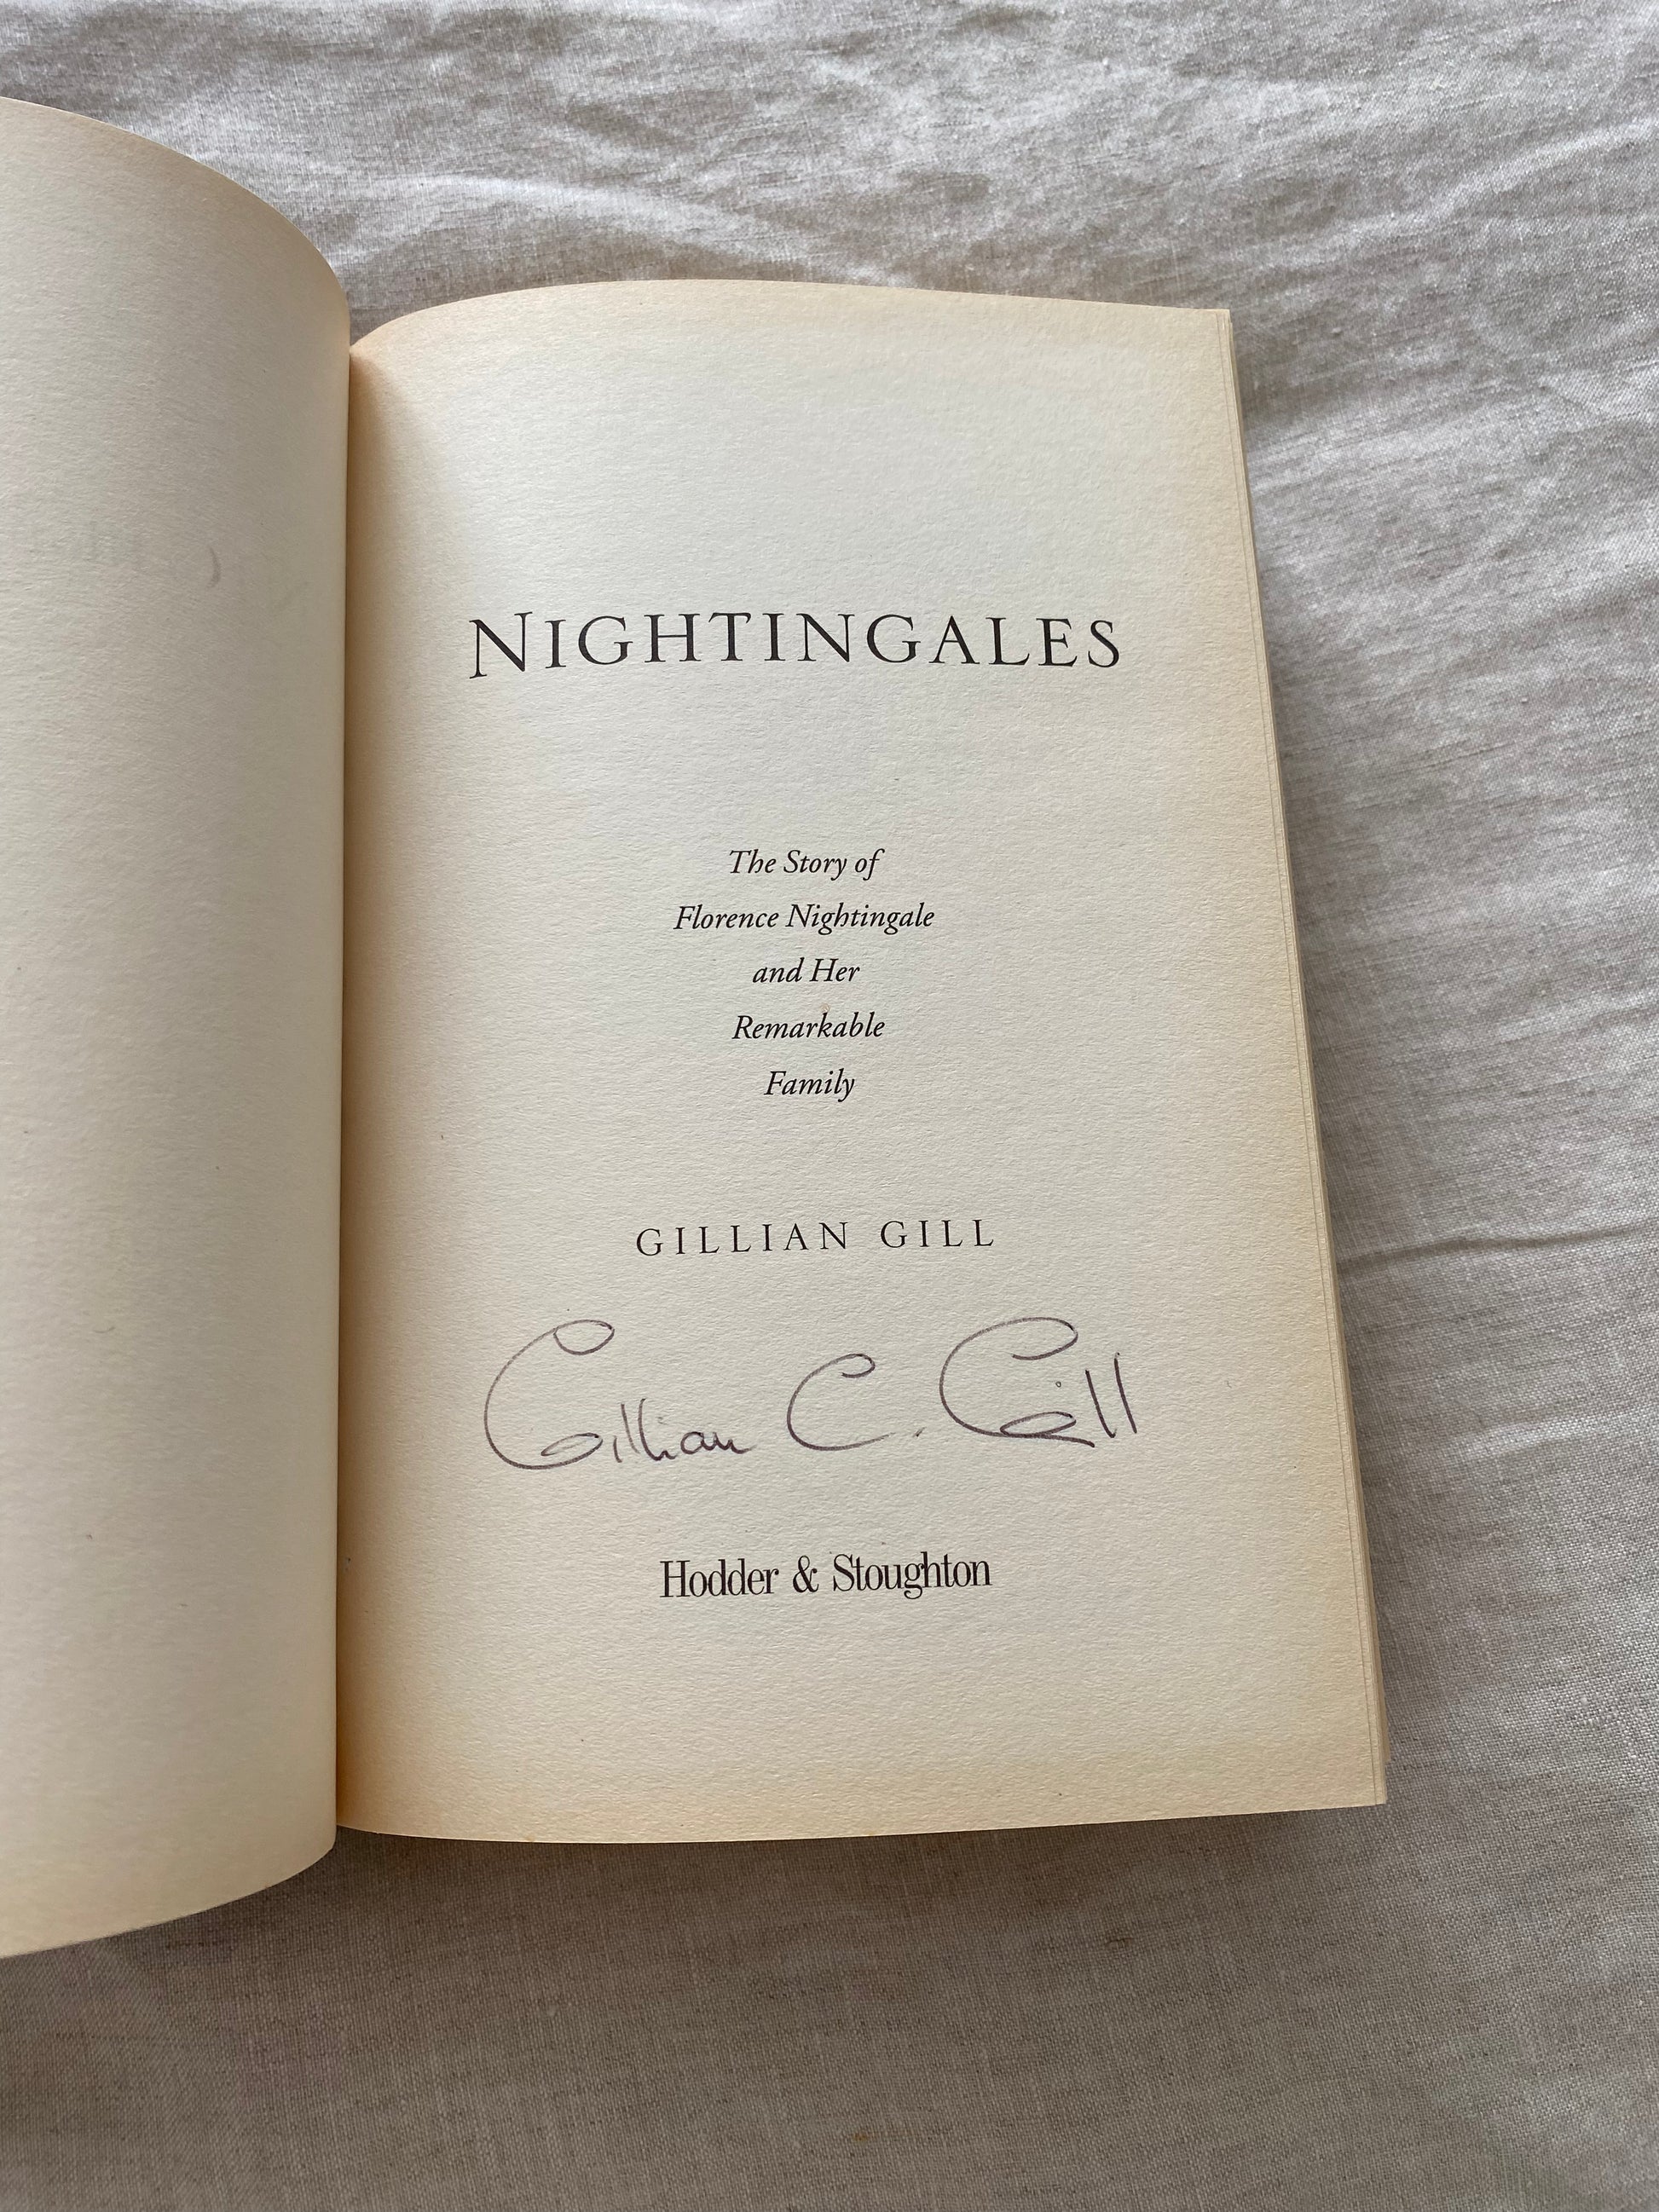 NIGHTINGALES
The Story of
Florence Nightingale
and Her
Remarkable
Family
GILLIAN GILL
Gillian C. Gill
Hodder & Stoughton